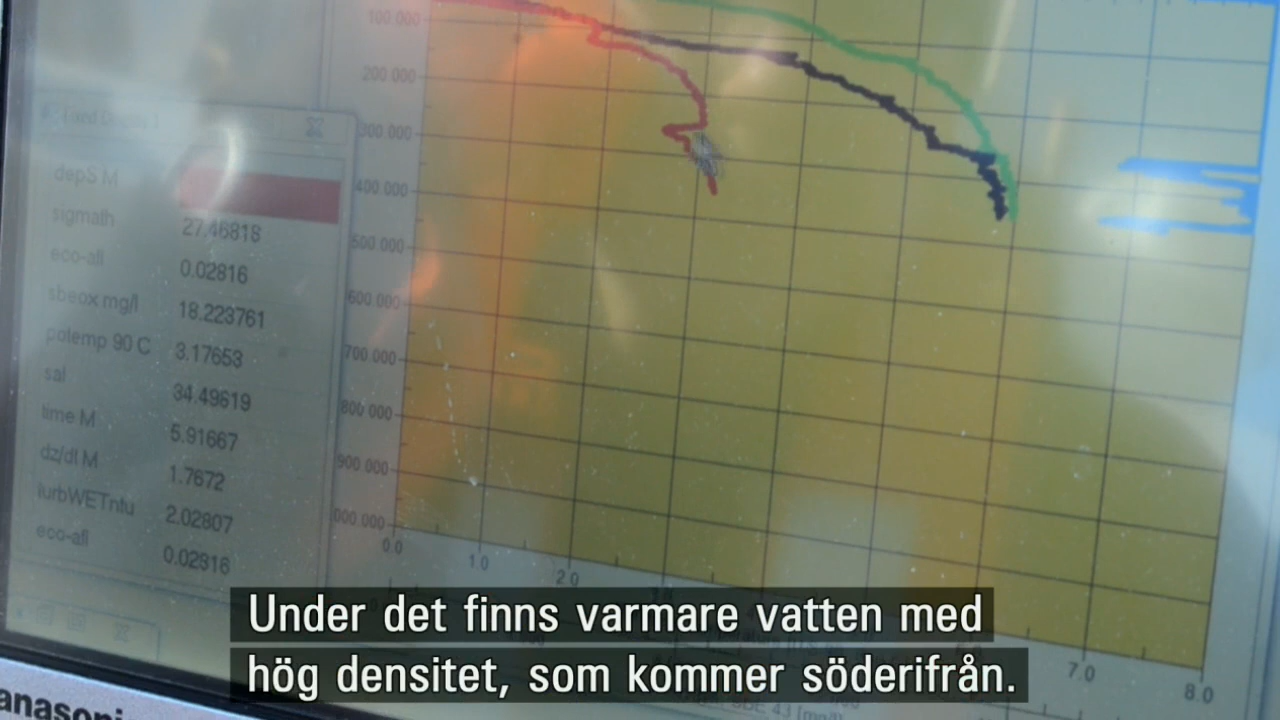 100 000
200 000
300 000
400 000
500 000
600 000
700 000
800 000
900 000
000.000
0.0
1.0
2.0
7.0
8.0
depS M
sigmath 27.46818
eco-afl 0.02816
sbeox mg/l 18.223761
potemp 90 C 3.17653
sal 34.49619
time M 5.91667
dz/dt M 1.7672
turbWETntu 2.02807
eco-afl 0.02816
anasoni
Under det finns varmare vatten med
hög densitet, som kommer söderifrån.